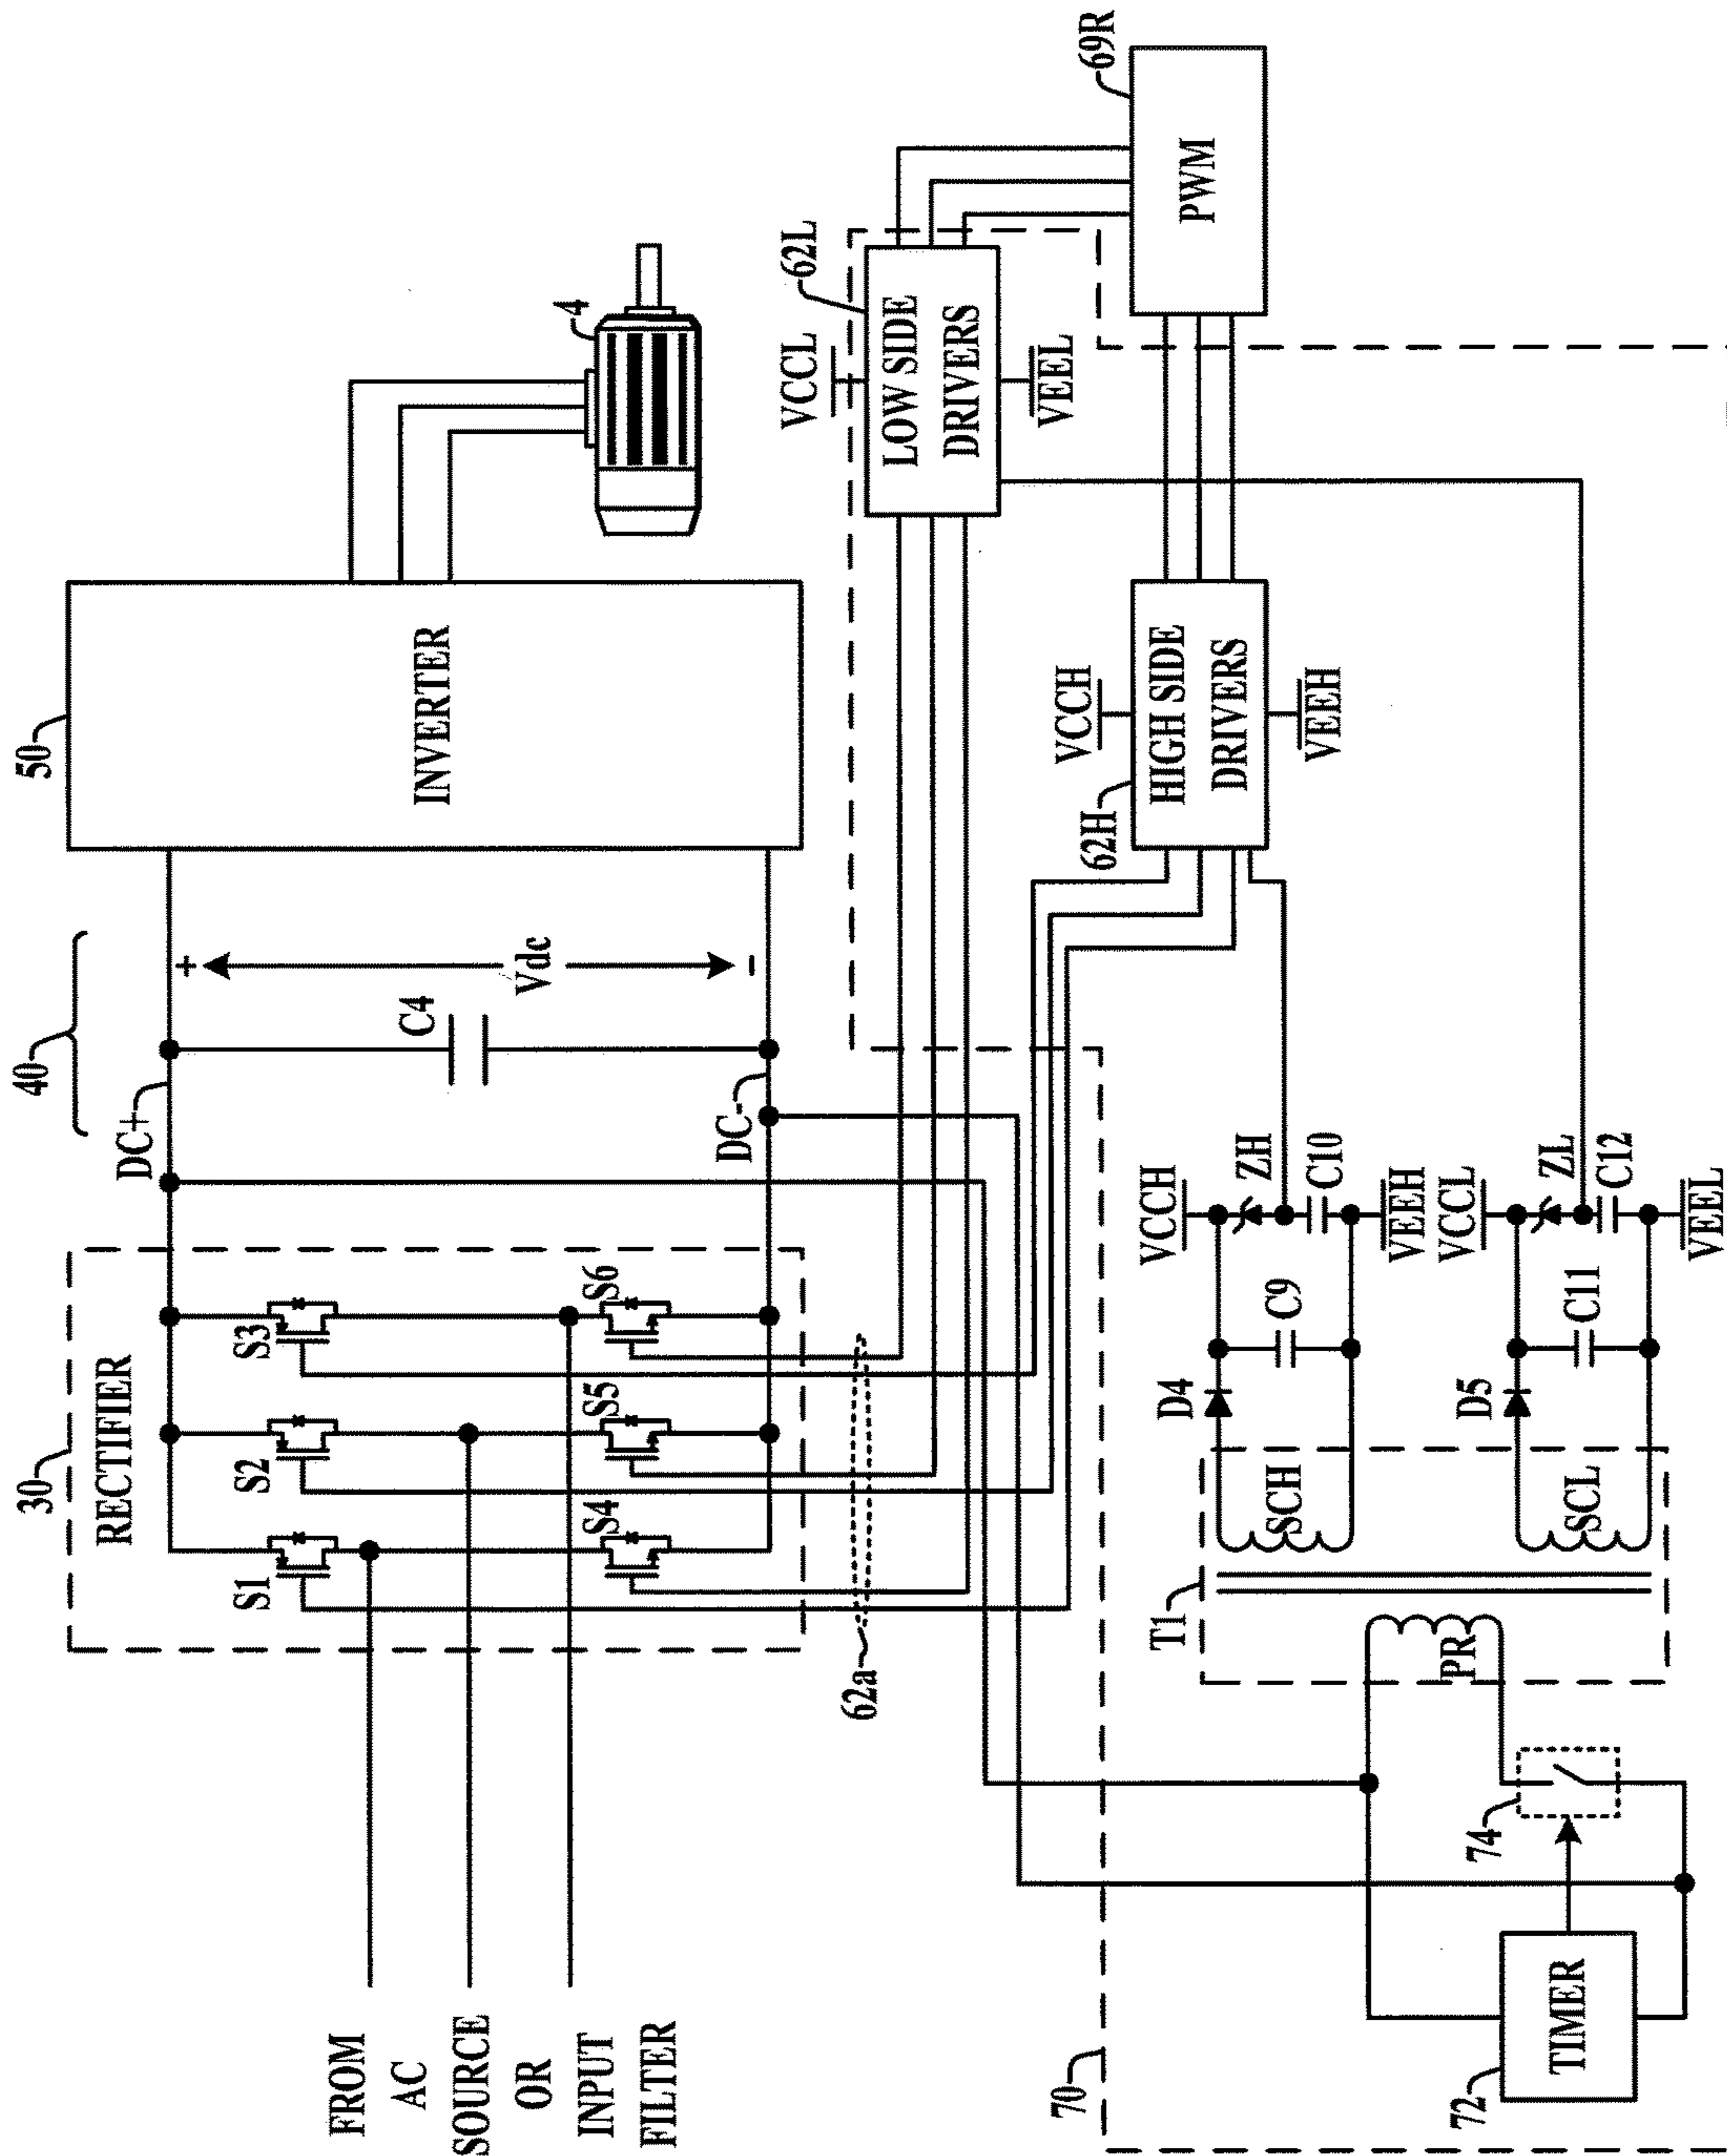 40
50
DC+
30
RECTIFIER
S1
S2
S3
C4
+
Vdc
-
INVERTER
FROM
AC
SOURCE
OR
INPUT
FILTER
S4
S5
S6
DC-
4
62a
VCCL
62L
LOW SIDE
DRIVERS
VEEL
70
T1
D4
VCCH
ZH
SCH
C9
C10
VEEH
VCCH
62H
HIGH SIDE
DRIVERS
VEEH
69R
PWM
PR
74
72
TIMER
D5
VCCL
ZL
SCL
C11
C12
VEEL